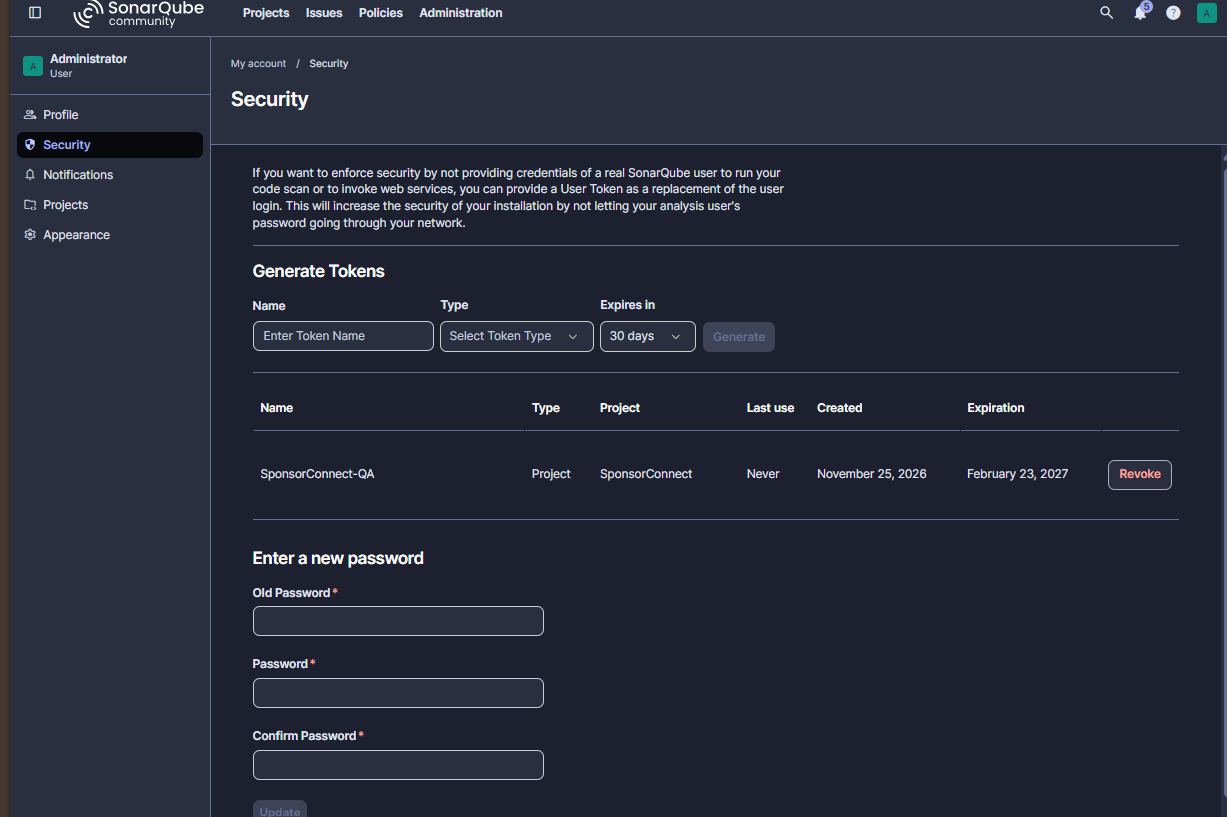 SonarQube
community
Projects Issues Policies Administration
5
?
A
A
Administrator
User
Profile
Security
Notifications
Projects
Appearance
My account / Security
Security
If you want to enforce security by not providing credentials of a real SonarQube user to run your
code scan or to invoke web services, you can provide a User Token as a replacement of the user
login. This will increase the security of your installation by not letting your analysis user's
password going through your network.
Generate Tokens
Name Type Expires in
Enter Token Name Select Token Type 30 days Generate
Name Type Project Last use Created Expiration
SponsorConnect-QA Project SponsorConnect Never November 25, 2026 February 23, 2027 Revoke
Enter a new password
Old Password *
Password *
Confirm Password *
Update